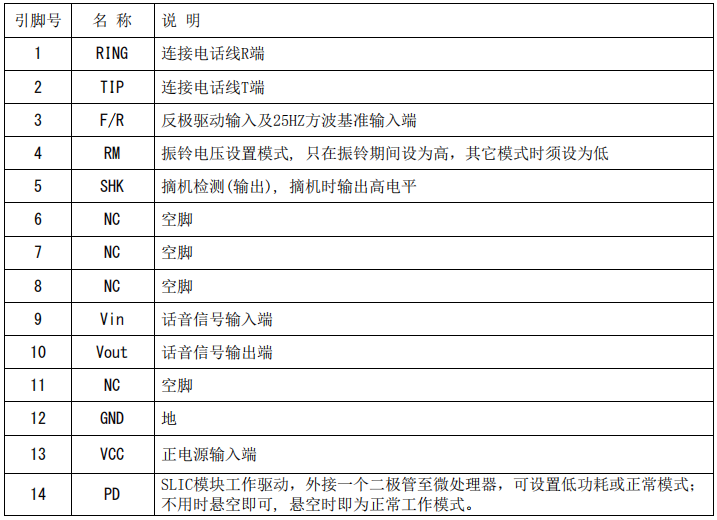 引脚号 名 称 说 明
1 RING 连接电话线R端
2 TIP 连接电话线T端
3 F/R 反极驱动输入及25HZ方波基准输入端
4 RM 振铃电压设置模式, 只在振铃期间设为高，其它模式时须设为低
5 SHK 摘机检测(输出), 摘机时输出高电平
6 NC 空脚
7 NC 空脚
8 NC 空脚
9 Vin 话音信号输入端
10 Vout 话音信号输出端
11 NC 空脚
12 GND 地
13 VCC 正电源输入端
14 PD SLIC模块工作驱动，外接一个二极管至微处理器，可设置低功耗或正常模式；
不用时悬空即可, 悬空时即为正常工作模式。